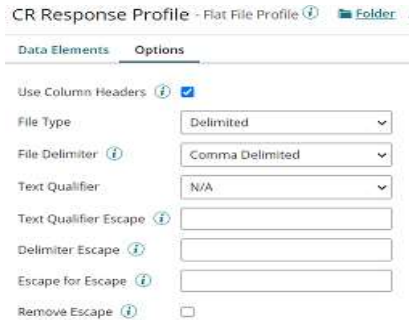 CR Response Profile - Flat File Profile Folder
Data Elements Options
Use Column Headers
File Type Delimited
File Delimiter Comma Delimited
Text Qualifier N/A
Text Qualifier Escape
Delimiter Escape
Escape for Escape
Remove Escape